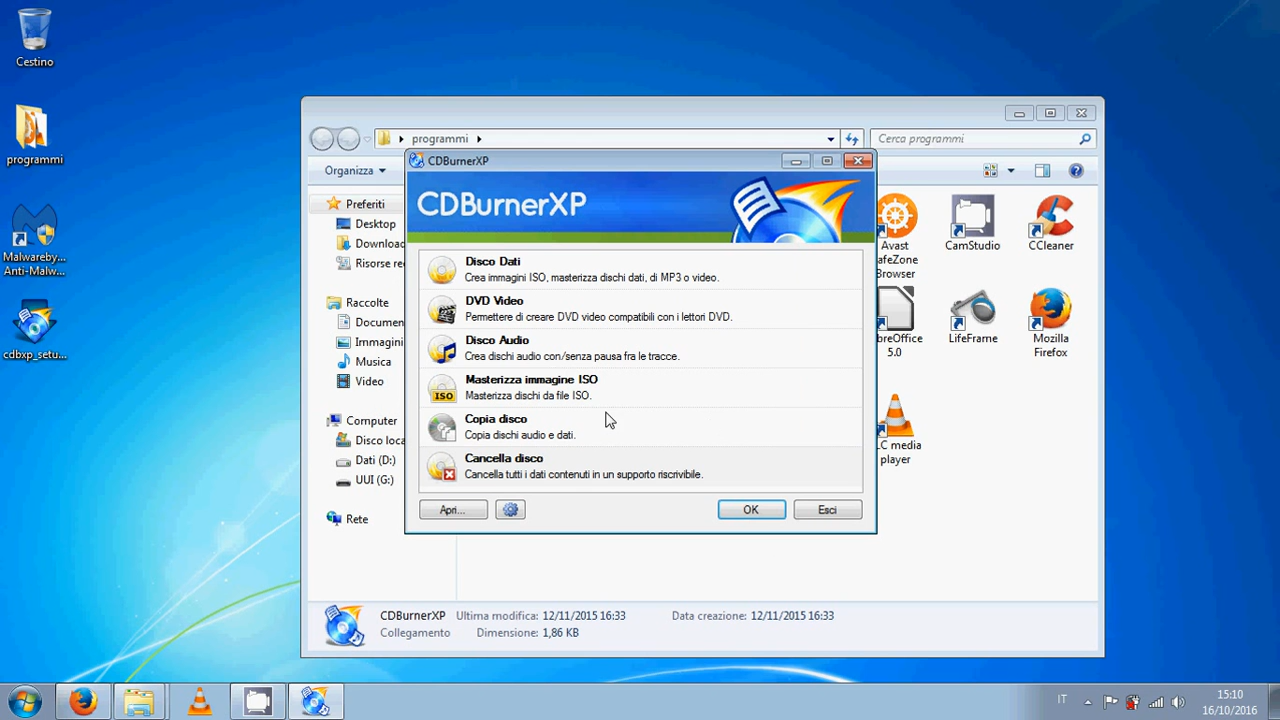 Cestino
programmi
Malwareby...
Anti-Malw...
cdbxp_setu...
programmi
Cerca programmi
Organizza
Preferiti
Desktop
Downloa
Risorse re
Raccolte
Documen
Immagini
Musica
Video
Computer
Disco loca
Dati (D:)
UUI (G:)
Rete
CDBurnerXP
CDBurnerXP
Disco Dati
Crea immagini ISO, masterizza dischi dati, di MP3 o video.
DVD Video
Permettere di creare DVD video compatibili con i lettori DVD.
Disco Audio
Crea dischi audio con/senza pausa fra le tracce.
Masterizza immagine ISO
Masterizza dischi da file ISO.
ISO
Copia disco
Copia dischi audio e dati.
Cancella disco
Cancella tutti i dati contenuti in un supporto riscrivibile.
Apri...
OK
Esci
Avast
afeZone
Browser
CamStudio
CCleaner
breOffice
5.0
LifeFrame
Mozilla
Firefox
LC media
player
CDBurnerXP Ultima modifica: 12/11/2015 16:33 Data creazione: 12/11/2015 16:33
Collegamento Dimensione: 1,86 KB
IT
15:10
16/10/2016